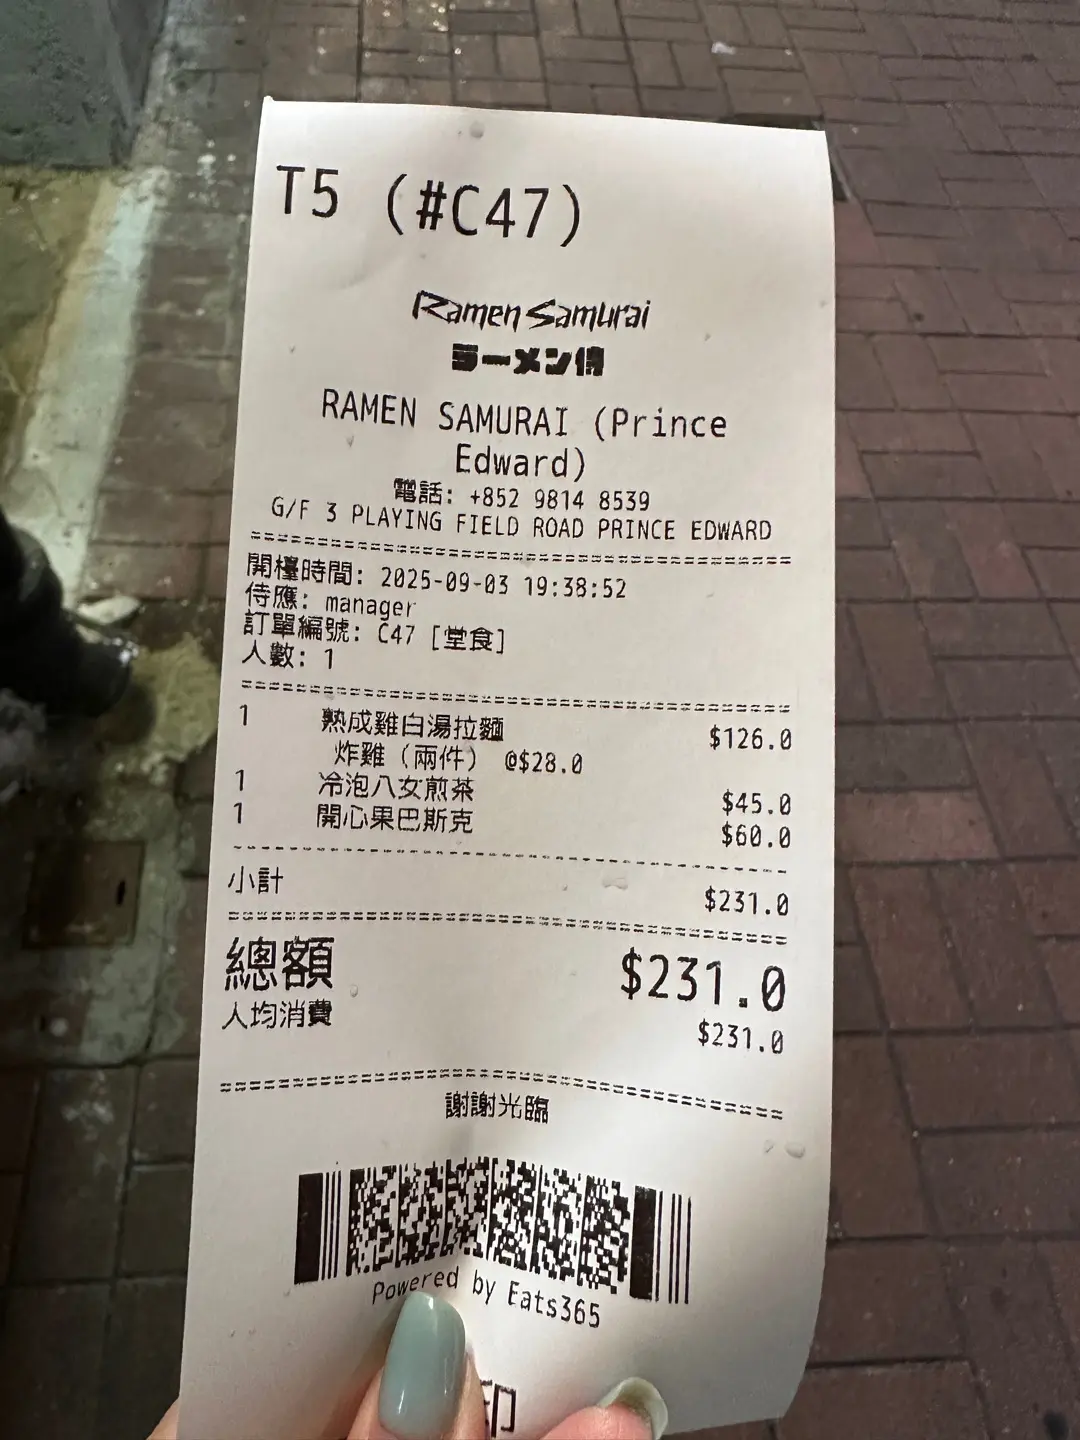 T5 (#C47)
Ramen Samurai
ラーメン侍
RAMEN SAMURAI (Prince
Edward)
電話: +852 9814 8539
G/F 3 PLAYING FIELD ROAD PRINCE EDWARD
開檯時間: 2025-09-03 19:38:52
侍應: manager
訂單編號: C47 [堂食]
人數: 1
1 熟成雞白湯拉麵 $126.0
炸雞 (兩件) @$28.0
1 冷泡八女煎茶 $45.0
1 開心果巴斯克 $60.0
小計 $231.0
總額 $231.0
人均消費 $231.0
謝謝光臨
Powered by Eats365
印